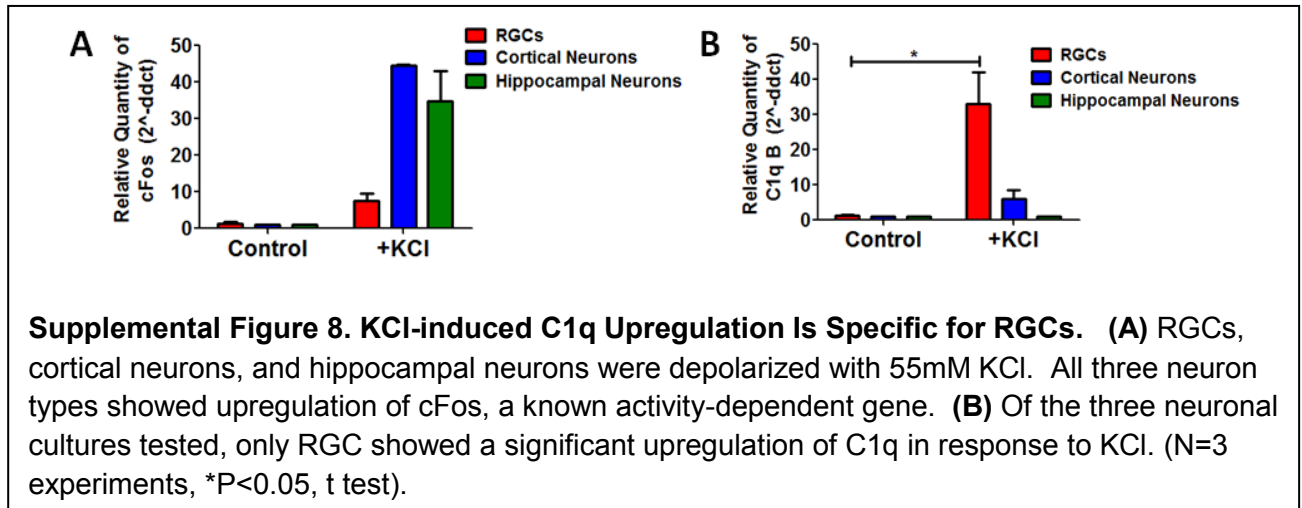 A
Relative Quantity of
cFos (2^-ddct)
50
40
30
20
10
0
Control
+KCl
RGCs
Cortical Neurons
Hippocampal Neurons
B
Relative Quantity of
C1q B (2^-ddct)
50
40
30
20
10
0
*
Control
+KCl
RGCs
Cortical Neurons
Hippocampal Neurons
Supplemental Figure 8. KCl-induced C1q Upregulation Is Specific for RGCs. (A) RGCs,
cortical neurons, and hippocampal neurons were depolarized with 55mM KCl. All three neuron
types showed upregulation of cFos, a known activity-dependent gene. (B) Of the three neuronal
cultures tested, only RGC showed a significant upregulation of C1q in response to KCl. (N=3
experiments, *P<0.05, t test).